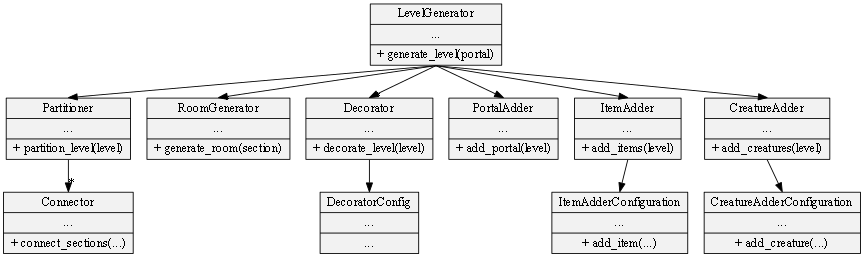 LevelGenerator
...
+ generate_level(portal)
Partitioner
...
+ partition_level(level)
RoomGenerator
...
+ generate_room(section)
Decorator
...
+ decorate_level(level)
PortalAdder
...
+ add_portal(level)
ItemAdder
...
+ add_items(level)
CreatureAdder
...
+ add_creatures(level)
*
Connector
...
+ connect_sections(...)
DecoratorConfig
...
...
ItemAdderConfiguration
...
+ add_item(...)
CreatureAdderConfiguration
...
+ add_creature(...)